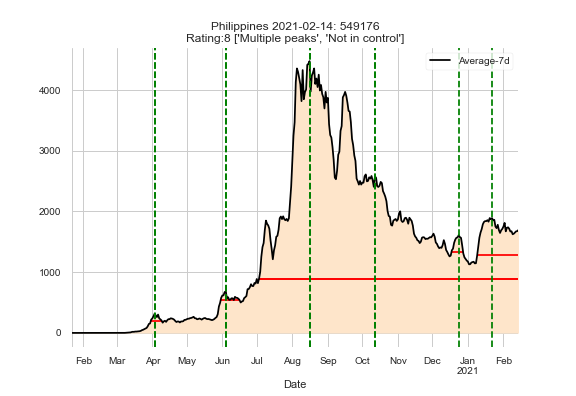 Philippines 2021-02-14: 549176
Rating:8 ['Multiple peaks', 'Not in control']
Average-7d
4000
3000
2000
1000
0
Feb Mar Apr May Jun Jul Aug Sep Oct Nov Dec Jan Feb
2021
Date